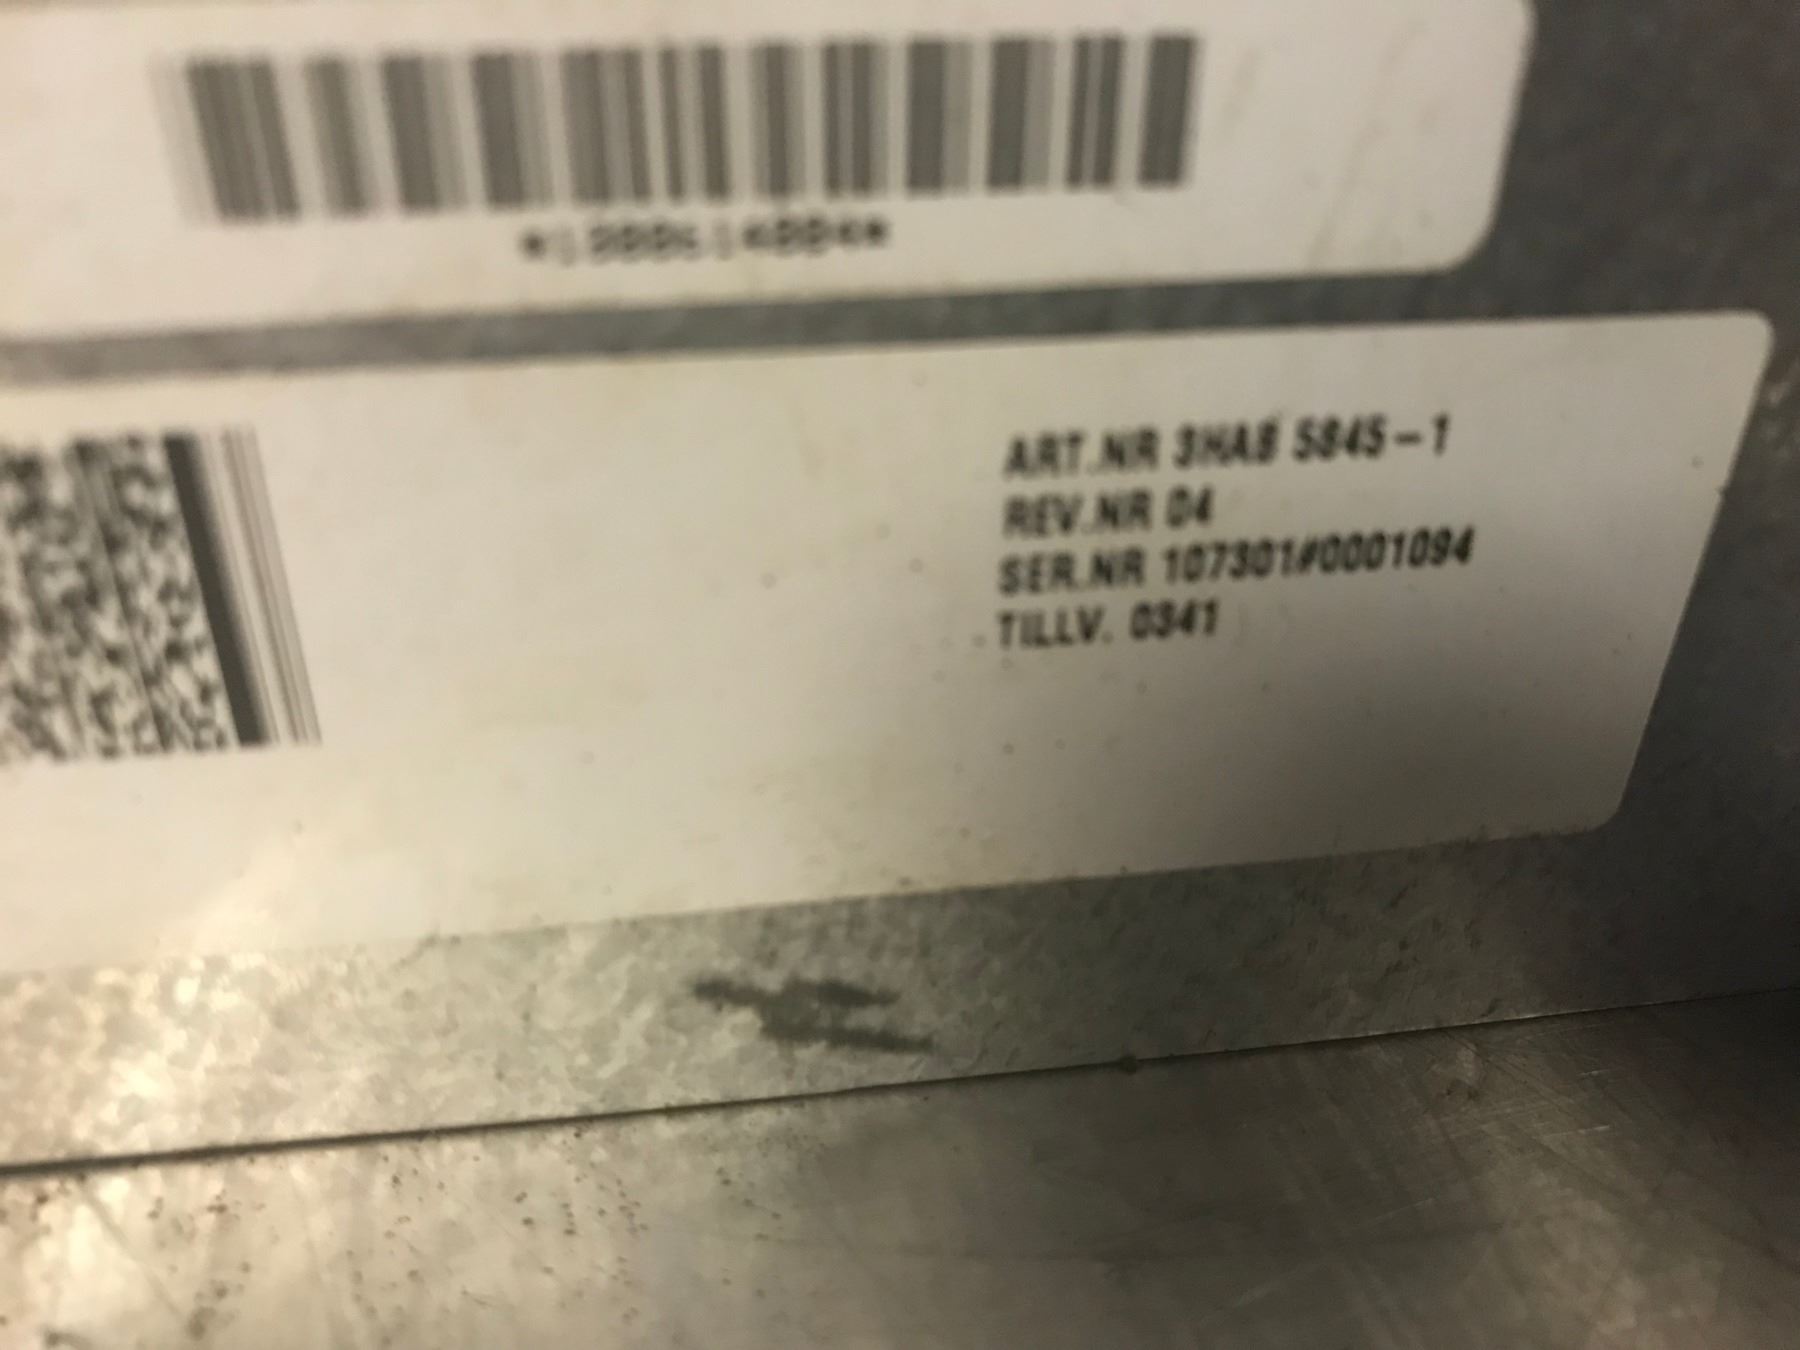 ART.NR 3HAB 5845-1
REV.NR 04
SER.NR 107301#0001094
TILLV. 0341